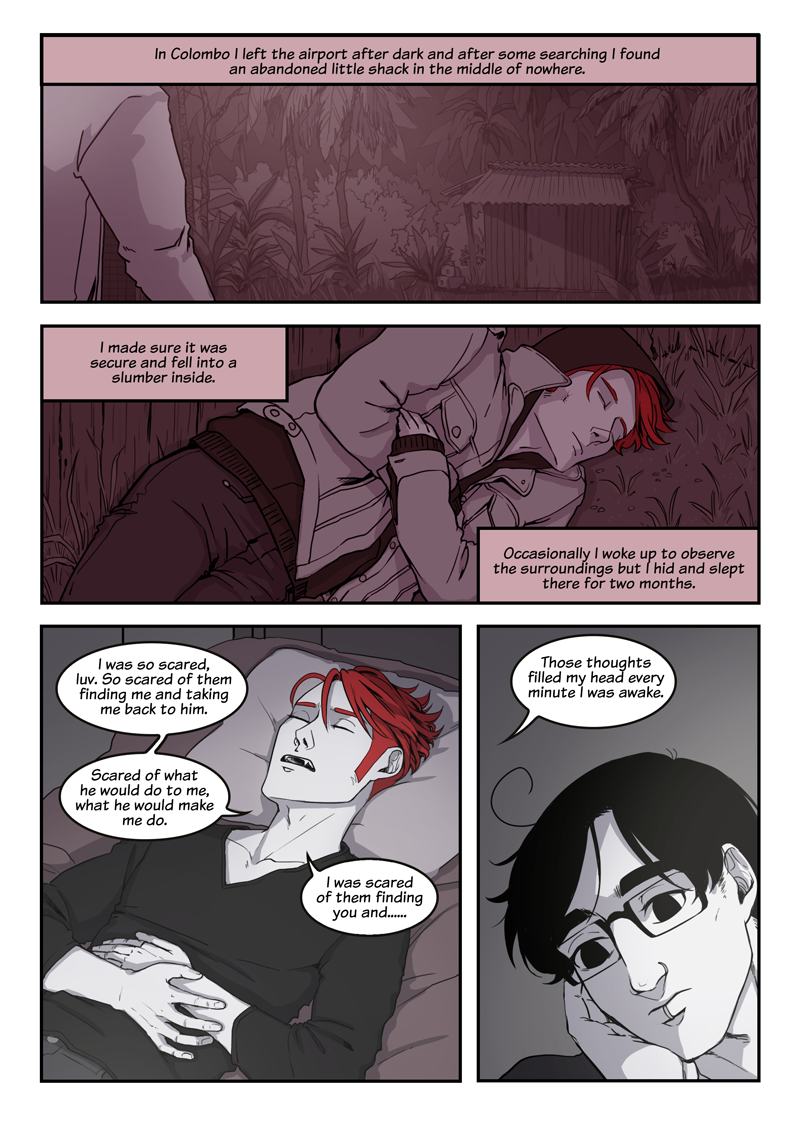 In Colombo I left the airport after dark and after some searching I found
an abandoned little shack in the middle of nowhere.
I made sure it was
secure and fell into a
slumber inside.
Occasionally I woke up to observe
the surroundings but I hid and slept
there for two months.
I was so scared,
luv. So scared of them
finding me and taking
me back to him.
Scared of what
he would do to me,
what he would make
me do.
I was scared
of them finding
you and......
Those thoughts
filled my head every
minute I was awake.